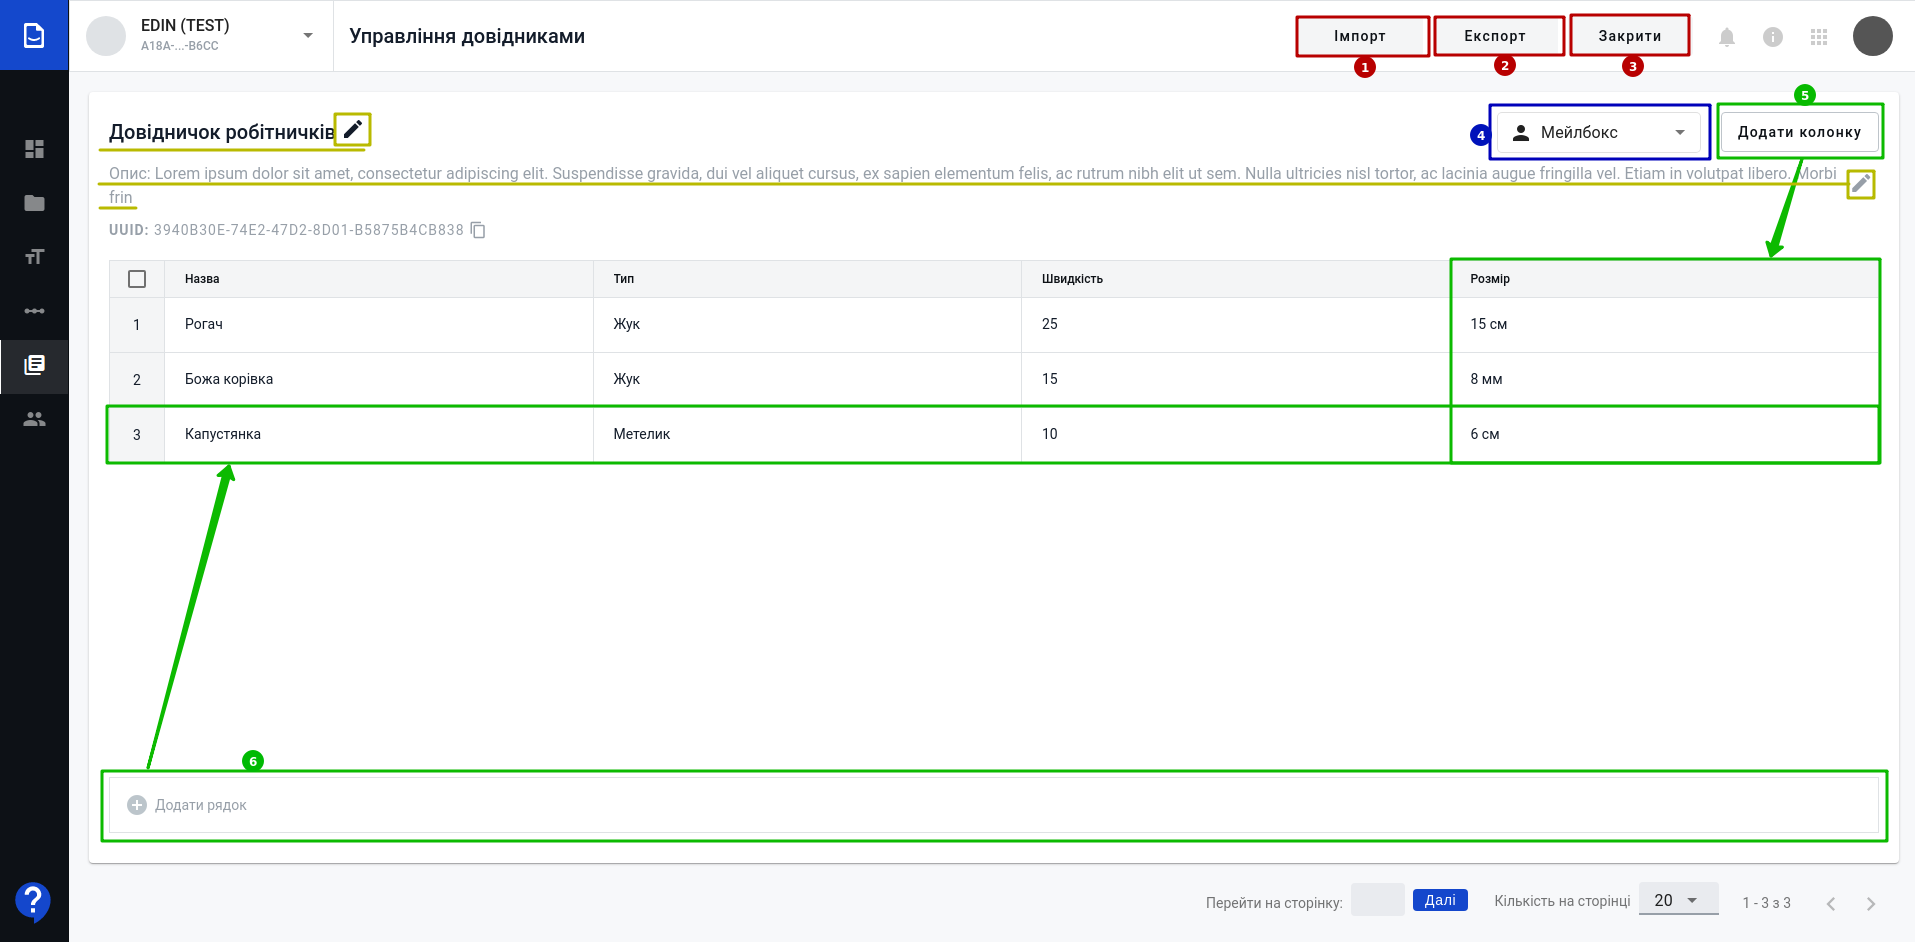 EDIN (TEST)
A18A-...-B6CC
Управління довідниками
Імпорт
Експорт
Закрити
1
2
3
Довідничок робітничків
4
Мейлбокс
5
Додати колонку
Опис: Lorem ipsum dolor sit amet, consectetur adipiscing elit. Suspendisse gravida, dui vel aliquet cursus, ex sapien elementum felis, ac rutrum nibh elit ut sem. Nulla ultricies nisl tortor, ac lacinia augue fringilla vel. Etiam in volutpat libero. Morbi
frin
UUID: 3940B30E-74E2-47D2-8D01-B5875B4CB838
Назва Тип Швидкість Розмір
1 Рогач Жук 25 15 см
2 Божа корівка Жук 15 8 мм
3 Капустянка Метелик 10 6 см
6
Додати рядок
?
Перейти на сторінку: Далі Кількість на сторінці 20 1 - 3 з 3